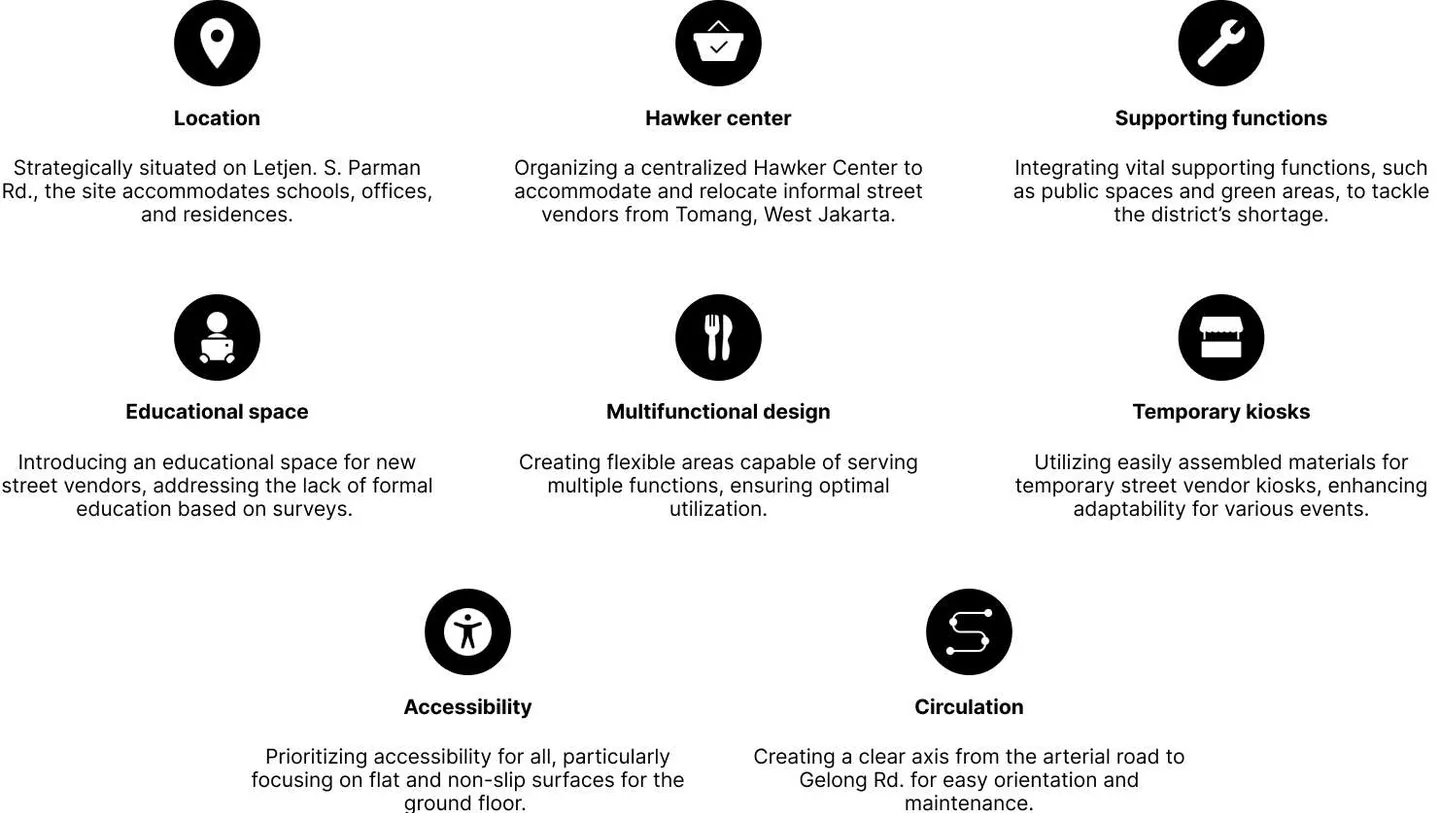 Location
Strategically situated on Letjen. S. Parman
Rd., the site accommodates schools, offices,
and residences.
Hawker center
Organizing a centralized Hawker Center to
accommodate and relocate informal street
vendors from Tomang, West Jakarta.
Supporting functions
Integrating vital supporting functions, such
as public spaces and green areas, to tackle
the district’s shortage.
Educational space
Introducing an educational space for new
street vendors, addressing the lack of formal
education based on surveys.
Multifunctional design
Creating flexible areas capable of serving
multiple functions, ensuring optimal
utilization.
Temporary kiosks
Utilizing easily assembled materials for
temporary street vendor kiosks, enhancing
adaptability for various events.
Accessibility
Prioritizing accessibility for all, particularly
focusing on flat and non-slip surfaces for the
ground floor.
Circulation
Creating a clear axis from the arterial road to
Gelong Rd. for easy orientation and
maintenance.